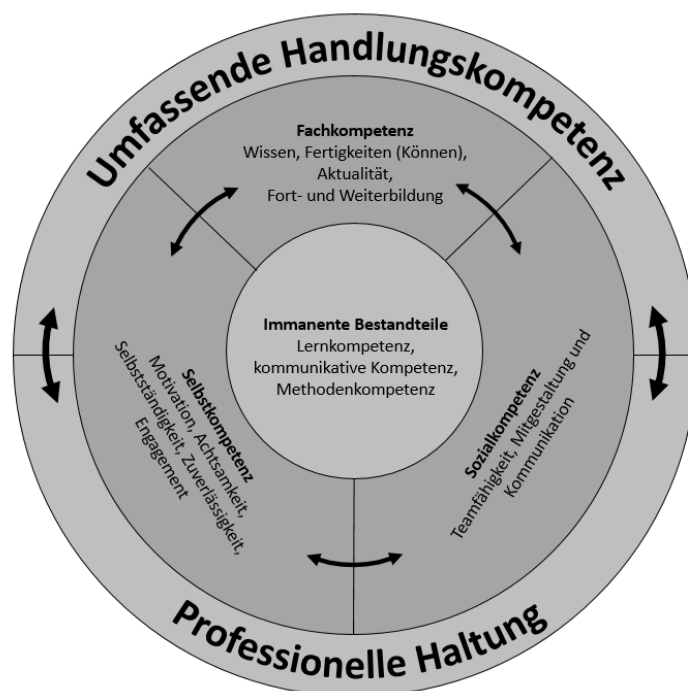 Umfassende Handlungskompetenz
Fachkompetenz
Wissen, Fertigkeiten (Können),
Aktualität,
Fort- und Weiterbildung
Immanente Bestandteile
Lernkompetenz,
kommunikative Kompetenz,
Methodenkompetenz
Selbstkompetenz
Motivation, Achtsamkeit,
Selbstständigkeit, Zuverlässigkeit,
Engagement
Sozialkompetenz
Teamfähigkeit, Mitgestaltung und
Kommunikation
Professionelle Haltung